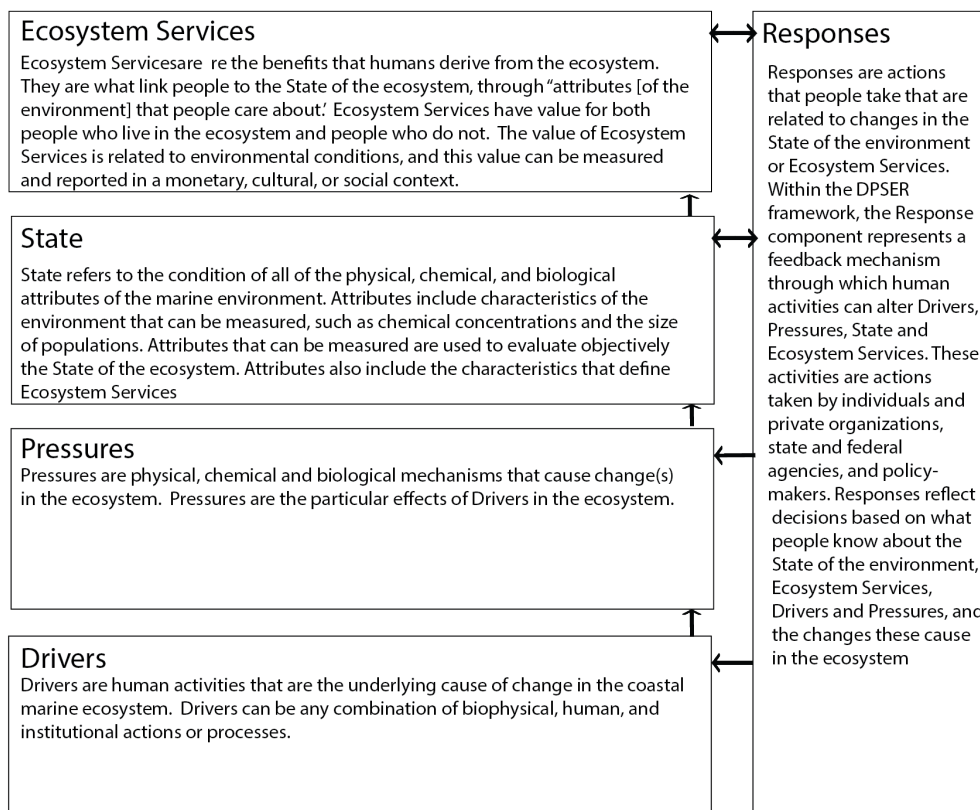 Ecosystem Services
Ecosystem Servicesare  re the benefits that humans derive from the ecosystem.
They are what link people to the State of the ecosystem, through “attributes [of the
environment] that people care about.’ Ecosystem Services have value for both
people who live in the ecosystem and people who do not.  The value of Ecosystem
Services is related to environmental conditions, and this value can be measured
and reported in a monetary, cultural, or social context.
State
State refers to the condition of all of the physical, chemical, and biological
attributes of the marine environment. Attributes include characteristics of the
environment that can be measured, such as chemical concentrations and the size
of populations. Attributes that can be measured are used to evaluate objectively
the State of the ecosystem. Attributes also include the characteristics that define
Ecosystem Services
Pressures
Pressures are physical, chemical and biological mechanisms that cause change(s)
in the ecosystem.  Pressures are the particular effects of Drivers in the ecosystem.
Drivers
Drivers are human activities that are the underlying cause of change in the coastal
marine ecosystem.  Drivers can be any combination of biophysical, human, and
institutional actions or processes.
Responses
Responses are actions
that people take that are
related to changes in the
State of the environment
or Ecosystem Services.
Within the DPSER
framework, the Response
component represents a
feedback mechanism
through which human
activities can alter Drivers,
Pressures, State and
Ecosystem Services. These
activities are actions
taken by individuals and
private organizations,
state and federal
agencies, and policy-
makers. Responses reflect
decisions based on what
people know about the
State of the environment,
Ecosystem Services,
Drivers and Pressures, and
the changes these cause
in the ecosystem